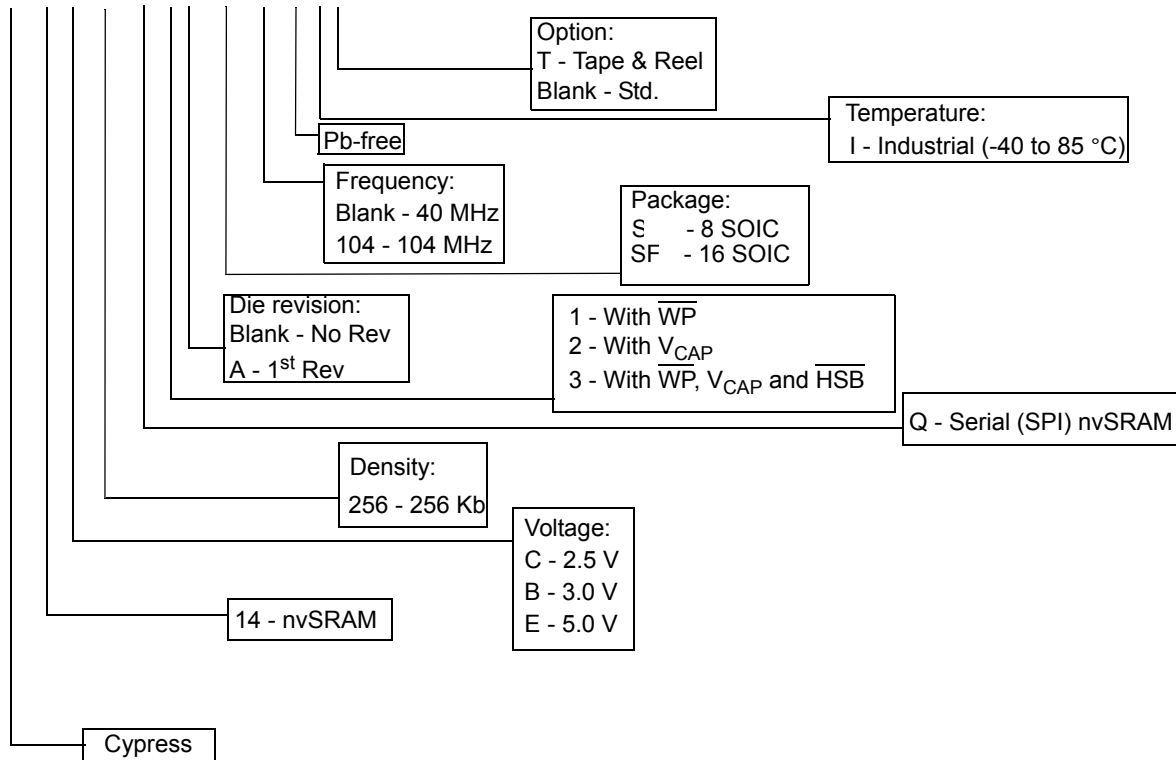 Option:
T - Tape & Reel
Blank - Std.
Temperature:
I - Industrial (-40 to 85 °C)
Pb-free
Frequency:
Blank - 40 MHz
104 - 104 MHz
Package:
S - 8 SOIC
SF - 16 SOIC
Die revision:
Blank - No Rev
A - 1st Rev
1 - With W̅P̅
2 - With VCAP
3 - With W̅P̅, VCAP and H̅S̅B̅
Q - Serial (SPI) nvSRAM
Density:
256 - 256 Kb
Voltage:
C - 2.5 V
B - 3.0 V
E - 5.0 V
14 - nvSRAM
Cypress